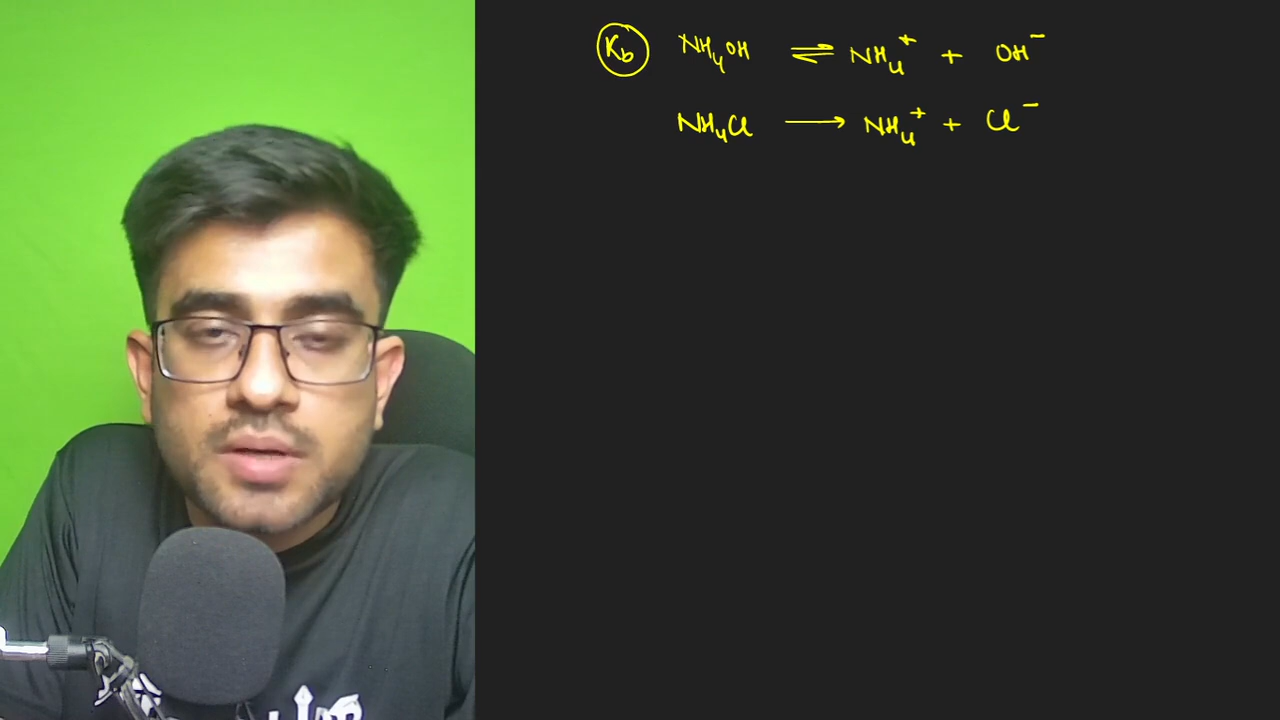 Kb NH₄OH ⇌ NH₄⁺ + OH⁻
NH₄Cl ⟶ NH₄⁺ + Cl⁻